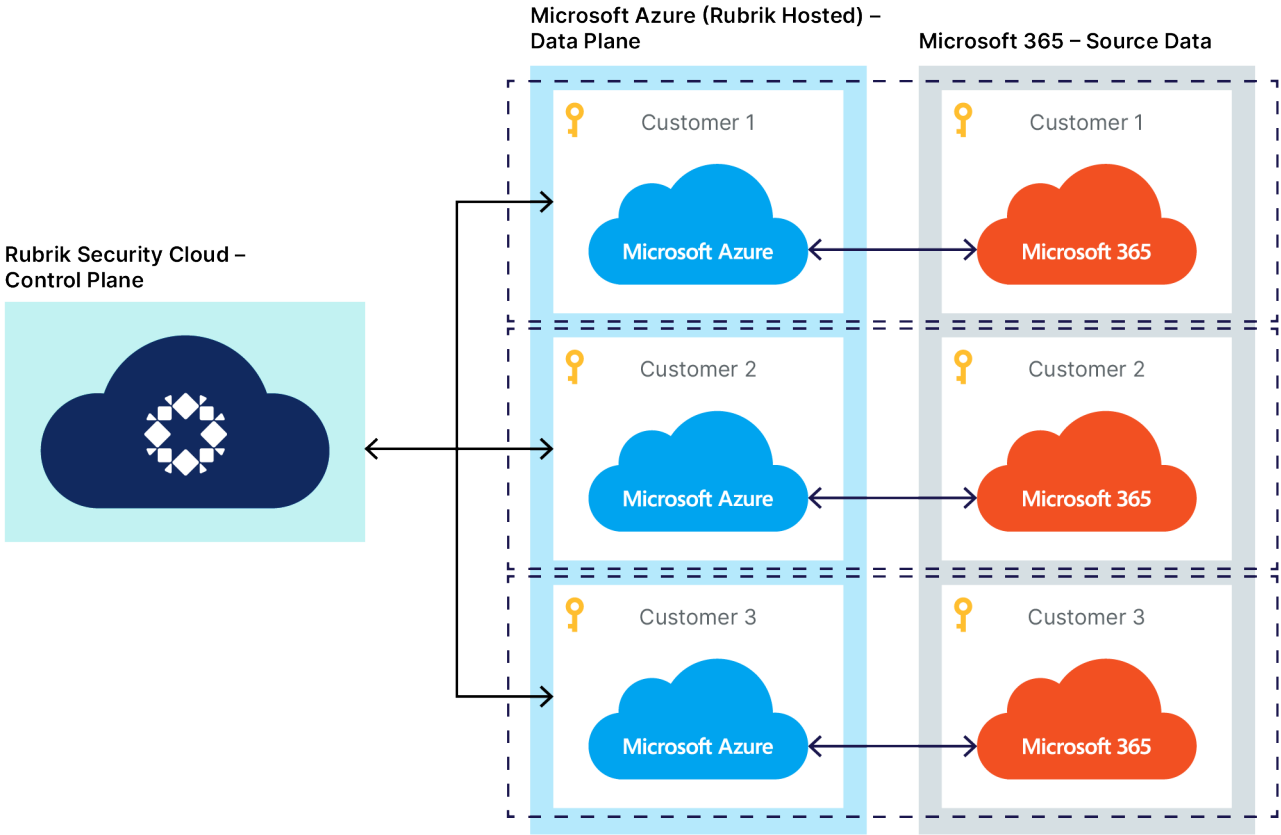 Microsoft Azure (Rubrik Hosted) –
Data Plane
Microsoft 365 – Source Data
Customer 1
Customer 1
Microsoft Azure
Microsoft 365
Rubrik Security Cloud –
Control Plane
Customer 2
Customer 2
Microsoft Azure
Microsoft 365
Customer 3
Customer 3
Microsoft Azure
Microsoft 365